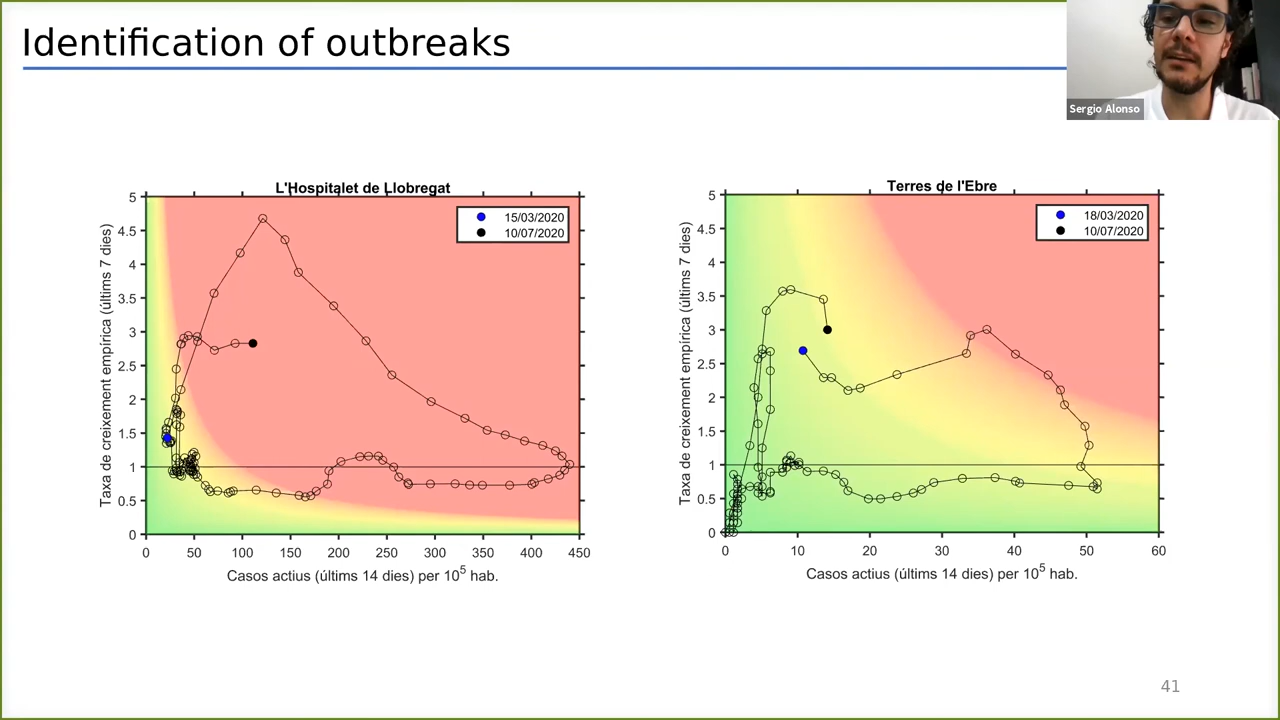 Identification of outbreaks
Sergio Alonso
L'Hospitalet de Llobregat
15/03/2020
10/07/2020
Taxa de creixement empírica (últims 7 dies)
5
4.5
4
3.5
3
2.5
2
1.5
1
0.5
0
0 50 100 150 200 250 300 350 400 450
Casos actius (últims 14 dies) per 10^5 hab.
Terres de l'Ebre
18/03/2020
10/07/2020
Taxa de creixement empírica (últims 7 dies)
5
4.5
4
3.5
3
2.5
2
1.5
1
0.5
0
0 10 20 30 40 50 60
Casos actius (últims 14 dies) per 10^5 hab.
41